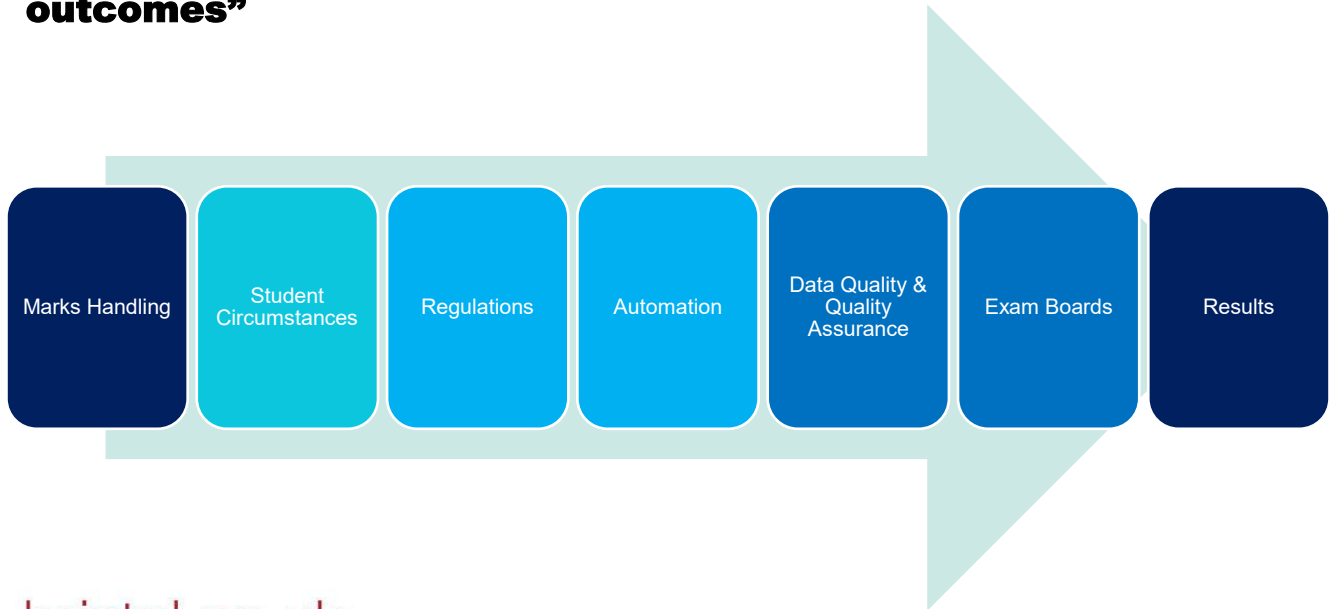 outcomes”
Marks Handling
Student
Circumstances
Regulations
Automation
Data Quality &
Quality
Assurance
Exam Boards
Results